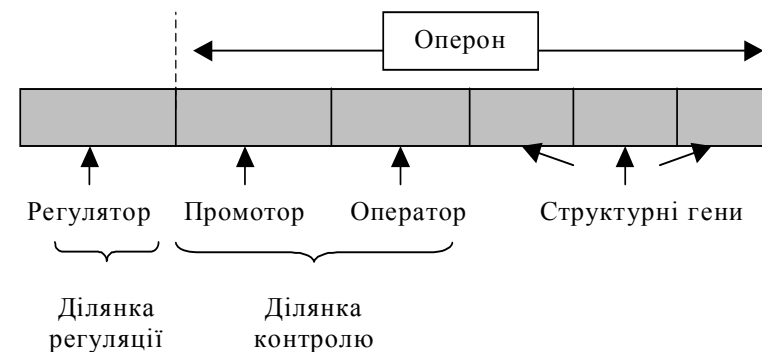 Оперон
Регулятор Промотор Оператор Структурні гени
Ділянка Ділянка
регуляції контролю